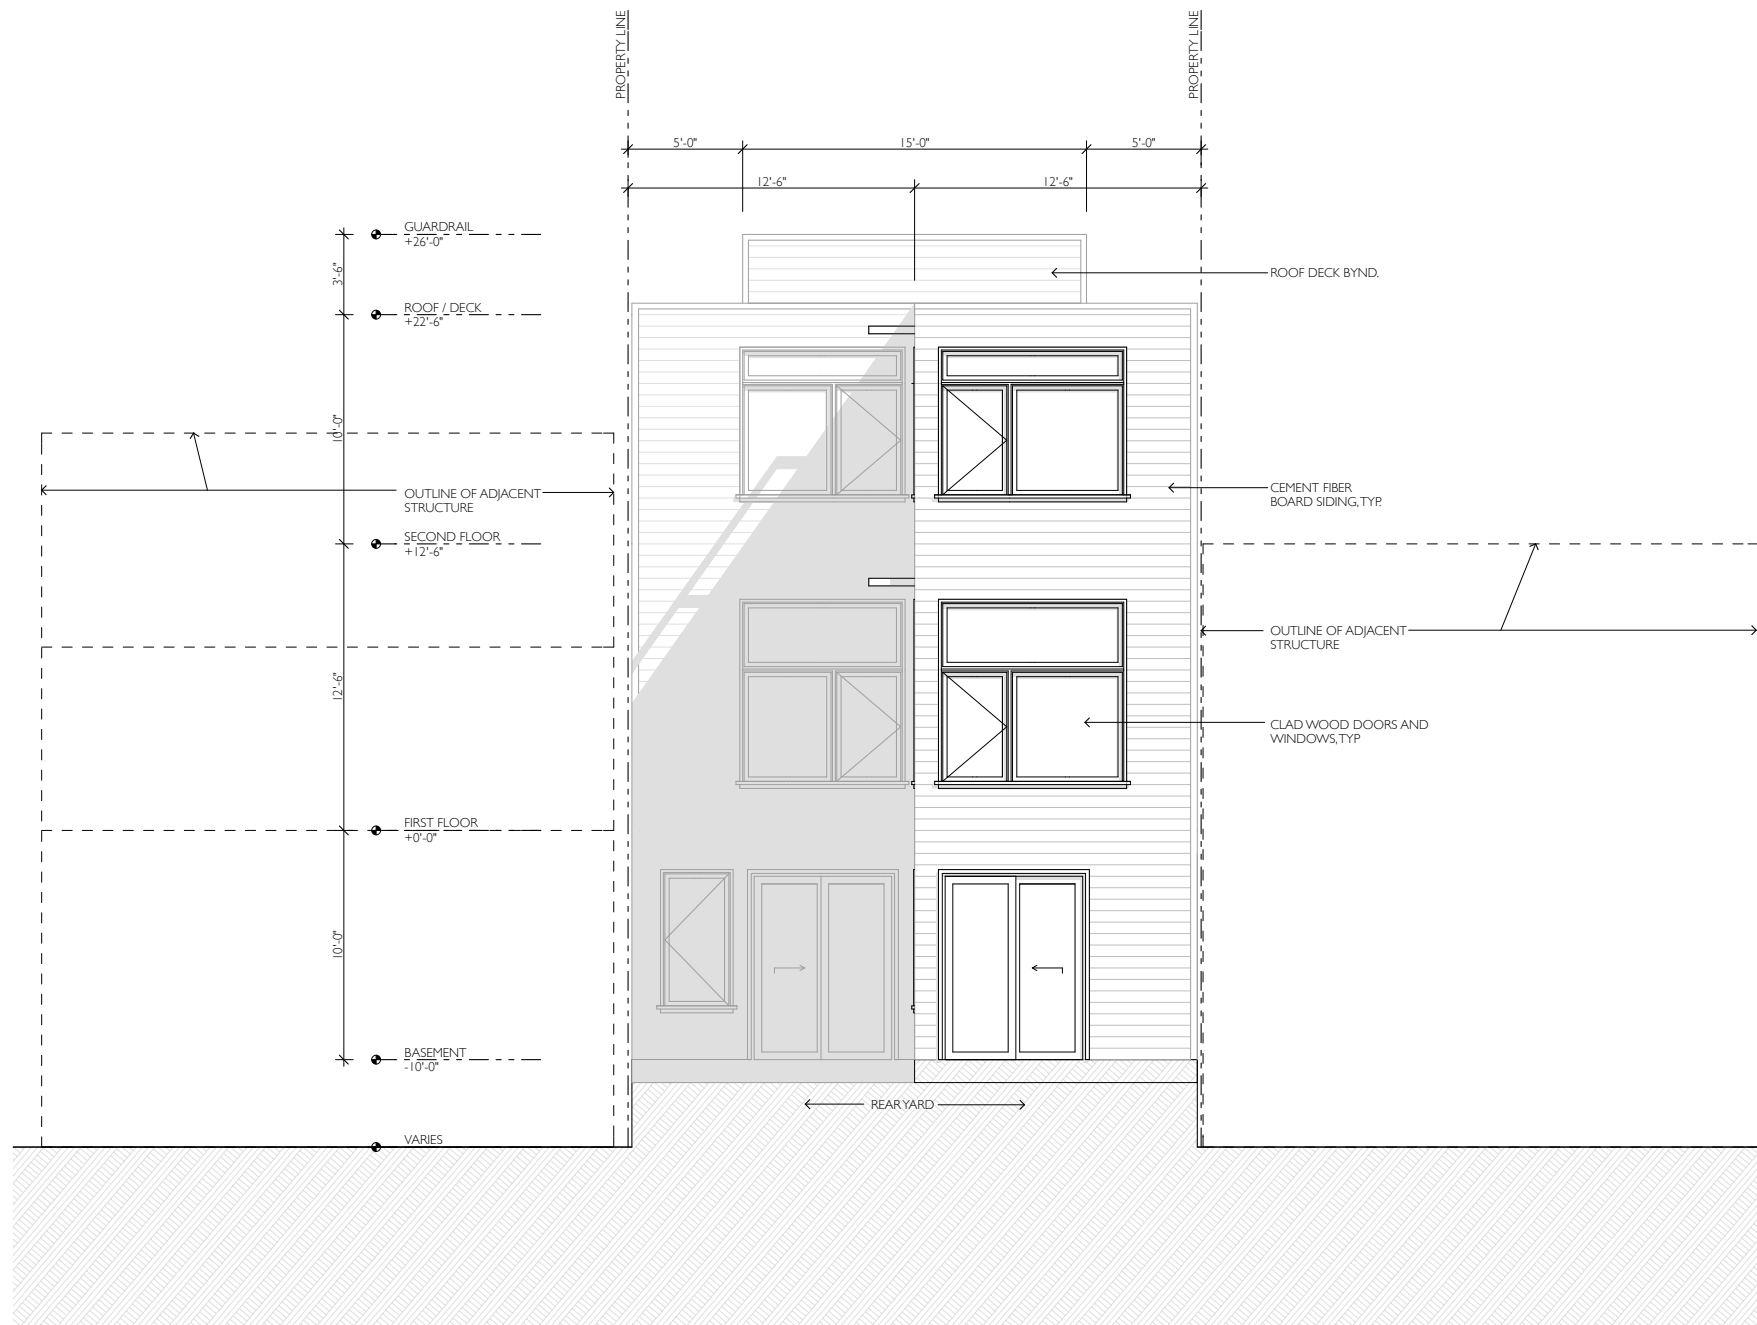 PROPERTY LINE
PROPERTY LINE
5'-0"
15'-0"
5'-0"
12'-6"
12'-6"
GUARDRAIL
+26'-0"
3'-6"
ROOF DECK BYND.
ROOF / DECK
+22'-6"
10'-0"
OUTLINE OF ADJACENT
STRUCTURE
CEMENT FIBER
BOARD SIDING, TYP.
SECOND FLOOR
+12'-6"
OUTLINE OF ADJACENT
STRUCTURE
12'-6"
CLAD WOOD DOORS AND
WINDOWS, TYP
FIRST FLOOR
+0'-0"
10'-0"
BASEMENT
-10'-0"
REAR YARD
VARIES